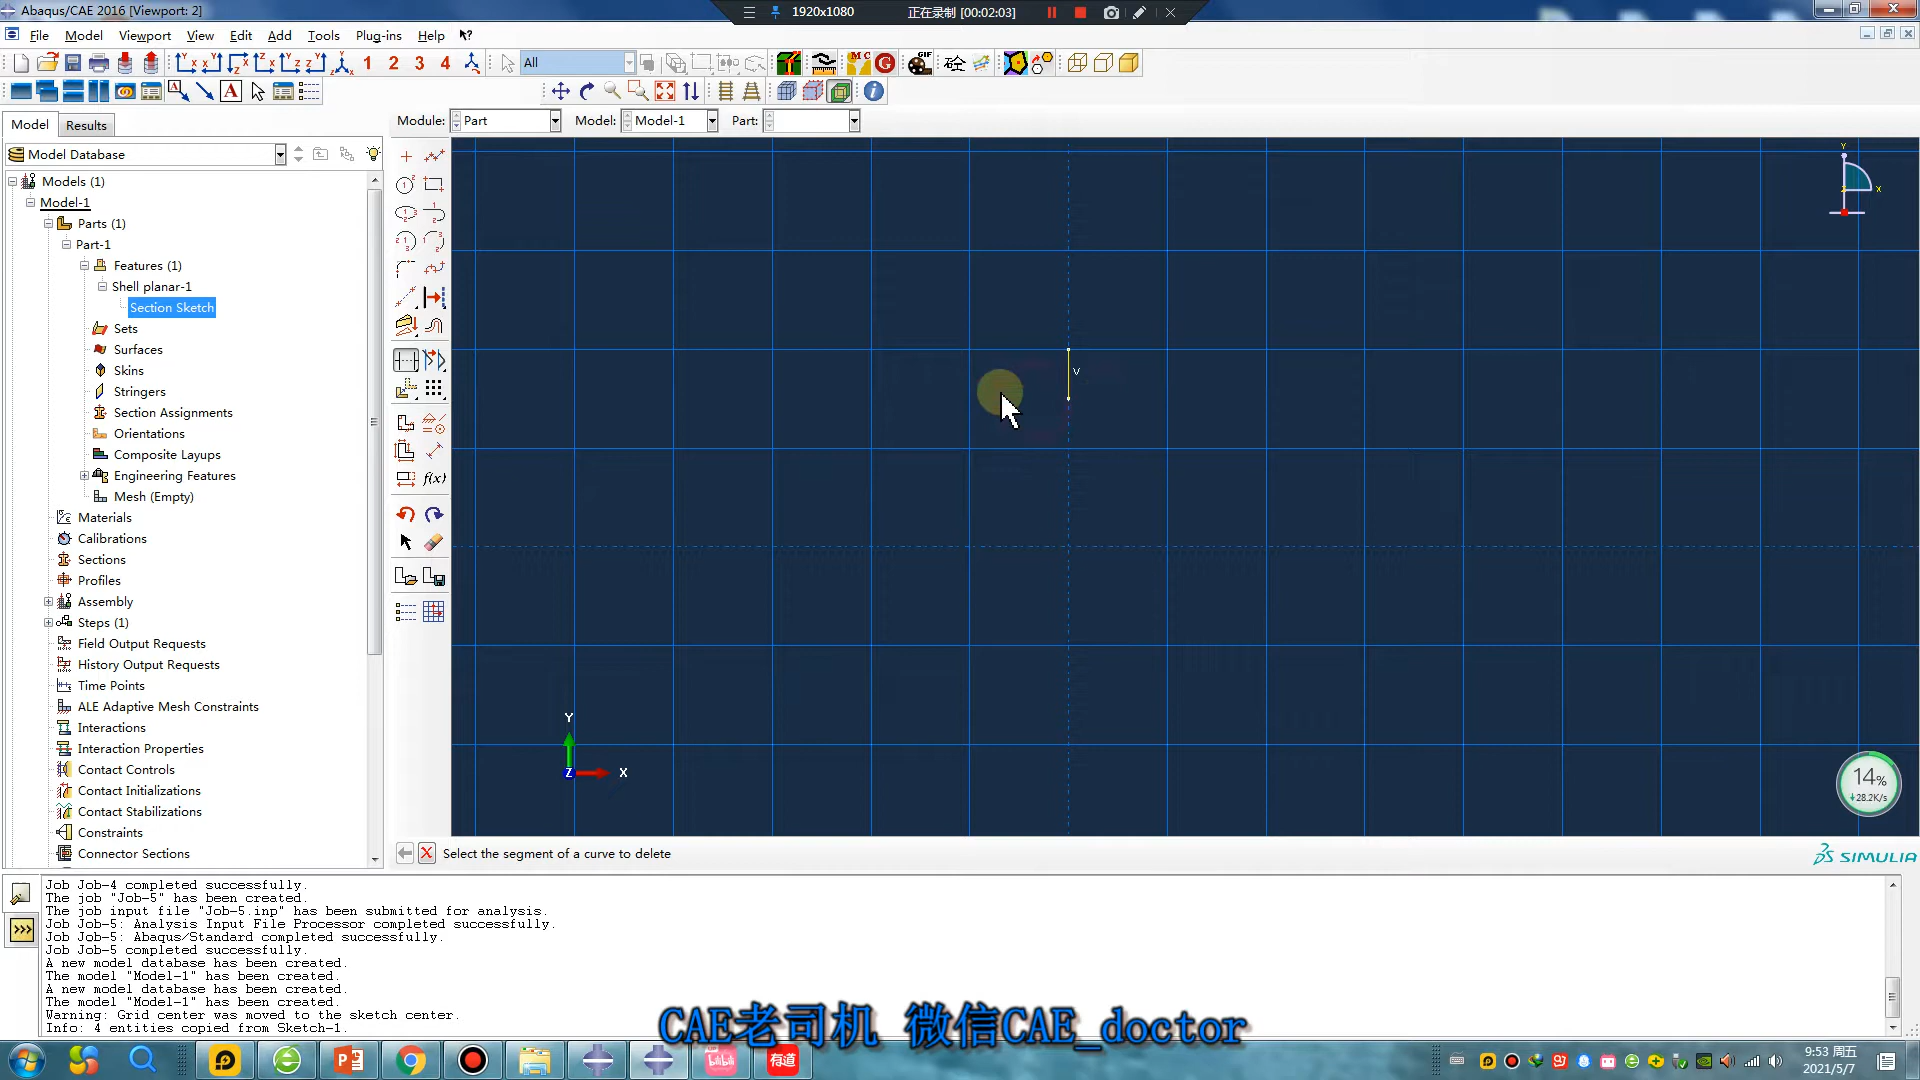 Abaqus/CAE 2016 [Viewport: 2]
1920x1080
正在录制 [00:02:03]
File Model Viewport View Edit Add Tools Plug-ins Help
1 2 3 4
All
Model Results
Module: Part Model: Model-1 Part:
Model Database
Models (1)
Model-1
Parts (1)
Part-1
Features (1)
Shell planar-1
Section Sketch
Sets
Surfaces
Skins
Stringers
Section Assignments
Orientations
Composite Layups
Engineering Features
Mesh (Empty)
Materials
Calibrations
Sections
Profiles
Assembly
Steps (1)
Field Output Requests
History Output Requests
Time Points
ALE Adaptive Mesh Constraints
Interactions
Interaction Properties
Contact Controls
Contact Initializations
Contact Stabilizations
Constraints
Connector Sections
f(x)
V
Y
X
Z
Y
X
14%
28.2K/s
Select the segment of a curve to delete
SIMULIA
Job Job-4 completed successfully.
The job "Job-5" has been created.
The job input file "Job-5.inp" has been submitted for analysis.
Job Job-5: Analysis Input File Processor completed successfully.
Job Job-5: Abaqus/Standard completed successfully.
Job Job-5 completed successfully.
A new model database has been created.
The model "Model-1" has been created.
A new model database has been created.
The model "Model-1" has been created.
Warning: Grid center was moved to the sketch center.
Info: 4 entities copied from Sketch-1.
CAE老司机 微信CAE_doctor
bilibili
有道
9:53 周五
2021/5/7